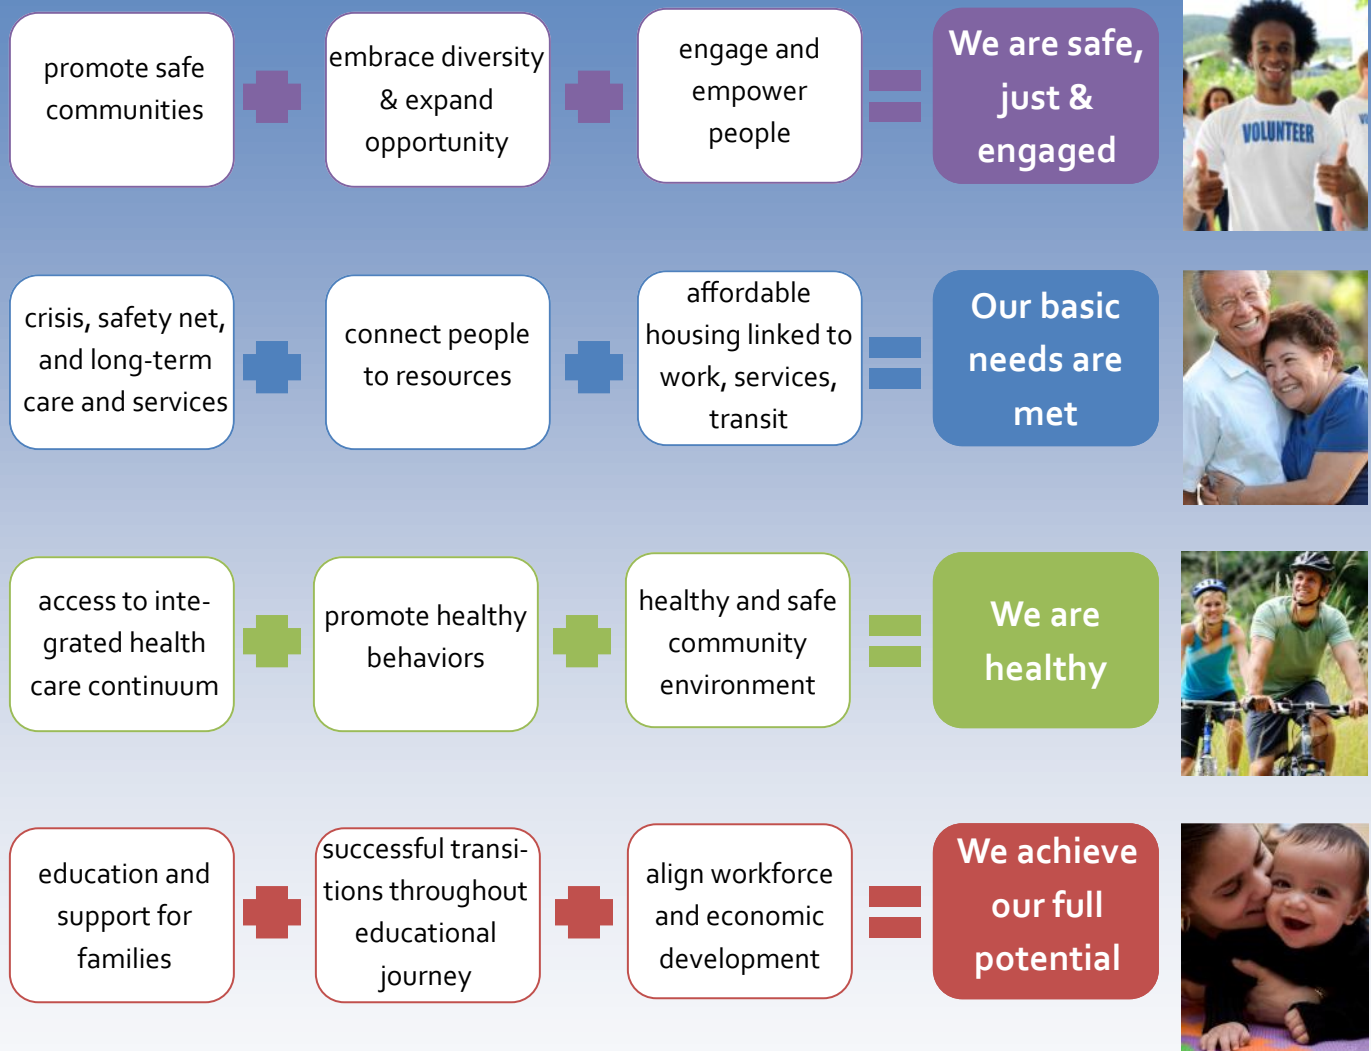 promote safe
communities
embrace diversity
& expand
opportunity
engage and
empower
people
We are safe,
just &
engaged
VOLUNTEER
crisis, safety net,
and long-term
care and services
connect people
to resources
affordable
housing linked to
work, services,
transit
Our basic
needs are
met
access to inte-
grated health
care continuum
promote healthy
behaviors
healthy and safe
community
environment
We are
healthy
education and
support for
families
successful transi-
tions throughout
educational
journey
align workforce
and economic
development
We achieve
our full
potential